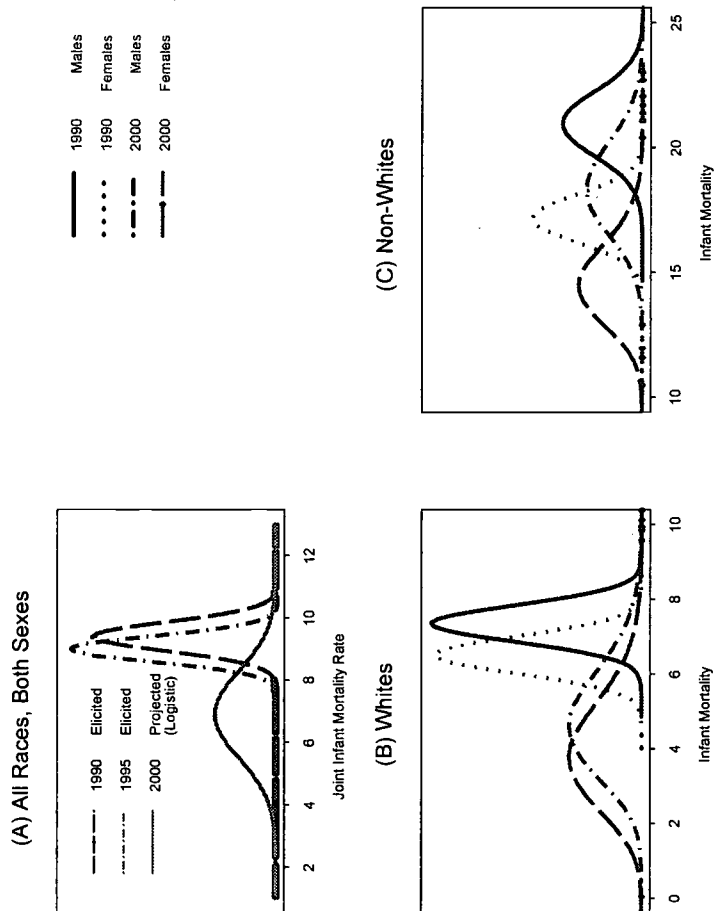 (A) All Races, Both Sexes
1990 Elicited
1995 Elicited
2000 Projected
(Logistic)
2 4 6 8 10 12
Joint Infant Mortality Rate
1990 Males
1990 Females
2000 Males
2000 Females
(B) Whites
0 2 4 6 8 10
Infant Mortality
(C) Non-Whites
10 15 20 25
Infant Mortality